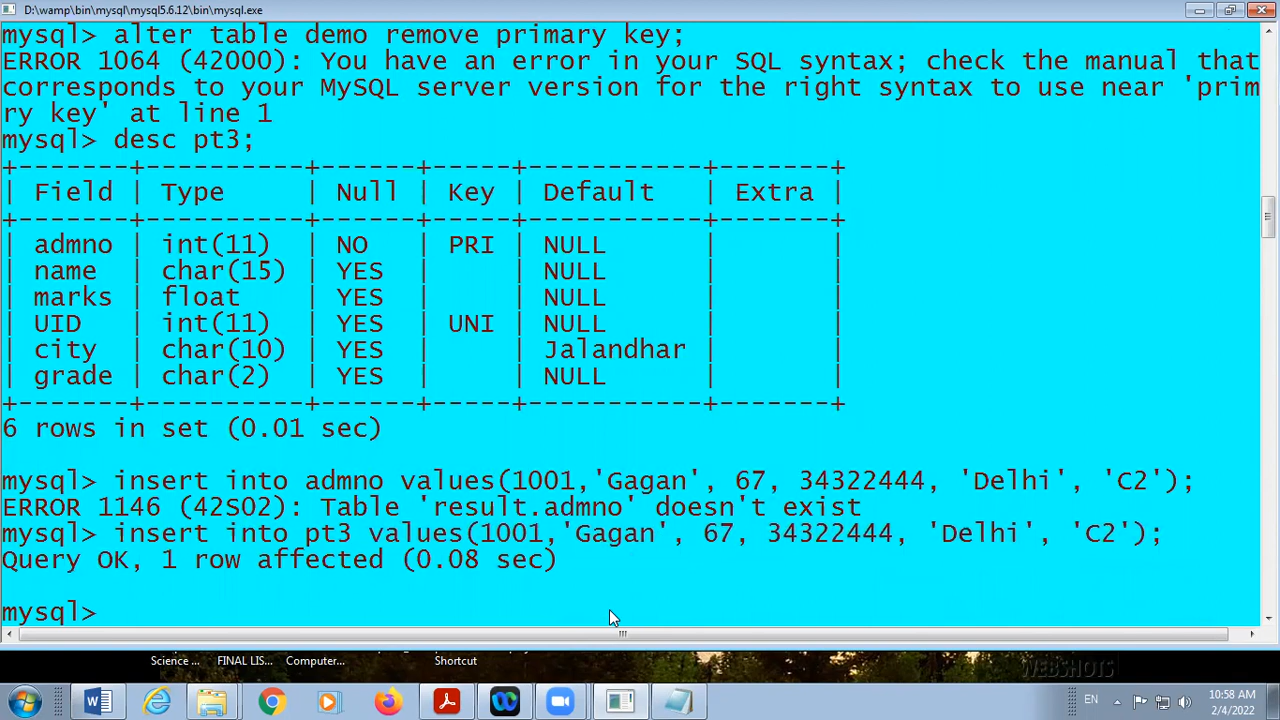 D:\wamp\bin\mysql\mysql5.6.12\bin\mysql.exe
mysql> alter table demo remove primary key;
ERROR 1064 (42000): You have an error in your SQL syntax; check the manual that
corresponds to your MySQL server version for the right syntax to use near 'prim
ry key' at line 1
mysql> desc pt3;
+-------+----------+------+-----+-----------+-------+
| Field | Type     | Null | Key | Default   | Extra |
+-------+----------+------+-----+-----------+-------+
| admno | int(11)  | NO   | PRI | NULL      |       |
| name  | char(15) | YES  |     | NULL      |       |
| marks | float    | YES  |     | NULL      |       |
| UID   | int(11)  | YES  | UNI | NULL      |       |
| city  | char(10) | YES  |     | Jalandhar |       |
| grade | char(2)  | YES  |     | NULL      |       |
+-------+----------+------+-----+-----------+-------+
6 rows in set (0.01 sec)
mysql> insert into admno values(1001,'Gagan', 67, 34322444, 'Delhi', 'C2');
ERROR 1146 (42S02): Table 'result.admno' doesn't exist
mysql> insert into pt3 values(1001,'Gagan', 67, 34322444, 'Delhi', 'C2');
Query OK, 1 row affected (0.08 sec)
mysql>
Science ... FINAL LIS... Computer... Shortcut
WEBSHOTS
EN 10:58 AM
2/4/2022